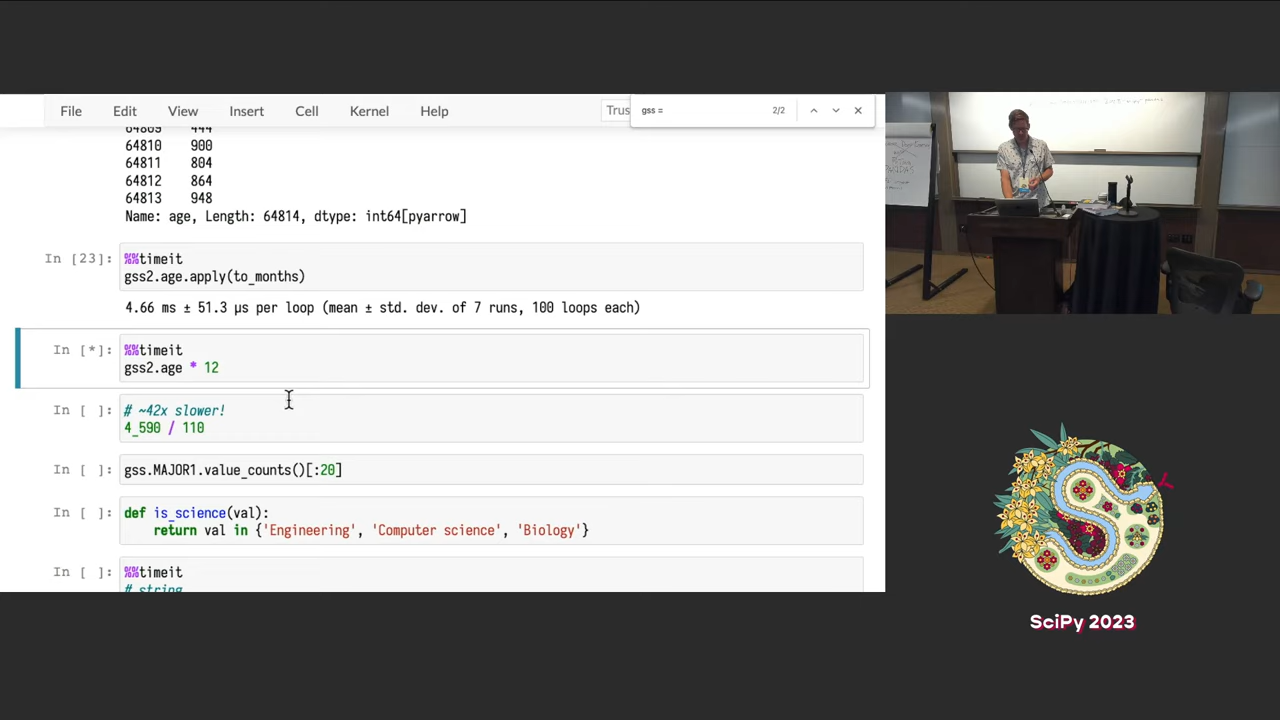 File Edit View Insert Cell Kernel Help Trus
gss = 2/2
64809 444
64810 900
64811 804
64812 864
64813 948
Name: age, Length: 64814, dtype: int64[pyarrow]
In [23]: %%timeit
gss2.age.apply(to_months)
4.66 ms ± 51.3 µs per loop (mean ± std. dev. of 7 runs, 100 loops each)
In [*]: %%timeit
gss2.age * 12
In [ ]: # ~42x slower!
4_590 / 110
In [ ]: gss.MAJOR1.value_counts()[:20]
In [ ]: def is_science(val):
return val in {'Engineering', 'Computer science', 'Biology'}
In [ ]: %%timeit
# string
SciPy 2023